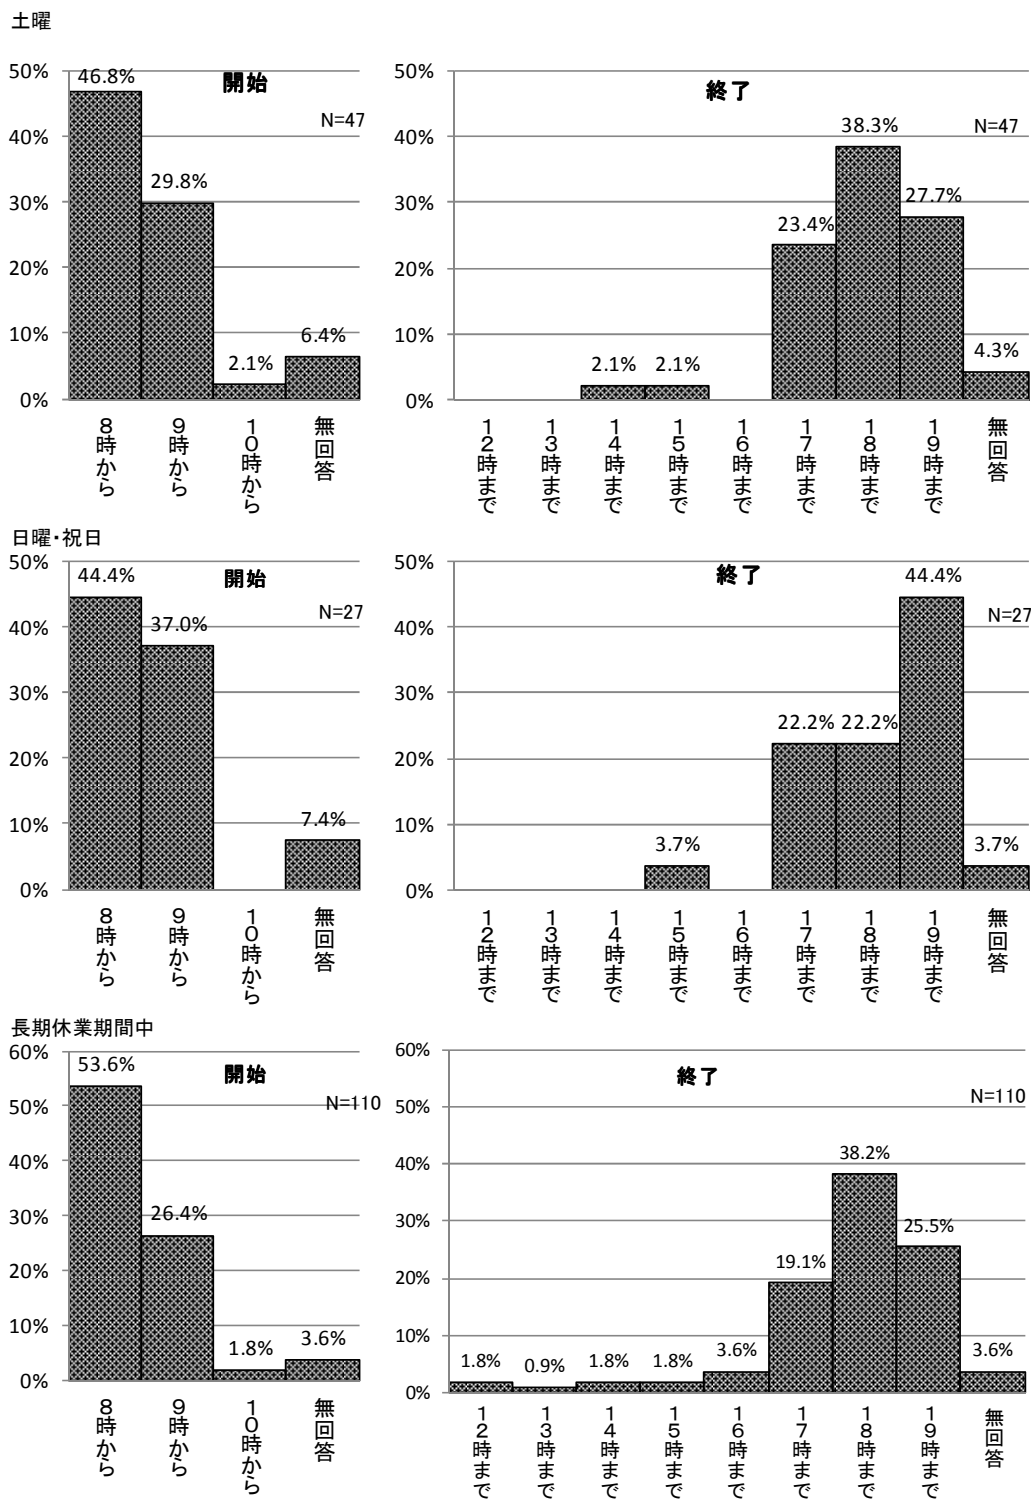 土曜
開始
N=47
50%
40%
30%
20%
10%
0%
46.8%
29.8%
2.1%
6.4%
8時から
9時から
10時から
無回答
終了
N=47
50%
40%
30%
20%
10%
0%
2.1%
2.1%
23.4%
38.3%
27.7%
4.3%
12時まで
13時まで
14時まで
15時まで
16時まで
17時まで
18時まで
19時まで
無回答
日曜・祝日
開始
N=27
50%
40%
30%
20%
10%
0%
44.4%
37.0%
7.4%
8時から
9時から
10時から
無回答
終了
N=27
50%
40%
30%
20%
10%
0%
3.7%
22.2%
22.2%
44.4%
3.7%
12時まで
13時まで
14時まで
15時まで
16時まで
17時まで
18時まで
19時まで
無回答
長期休業期間中
開始
N=110
60%
50%
40%
30%
20%
10%
0%
53.6%
26.4%
1.8%
3.6%
8時から
9時から
10時から
無回答
終了
N=110
60%
50%
40%
30%
20%
10%
0%
1.8%
0.9%
1.8%
1.8%
3.6%
19.1%
38.2%
25.5%
3.6%
12時まで
13時まで
14時まで
15時まで
16時まで
17時まで
18時まで
19時まで
無回答